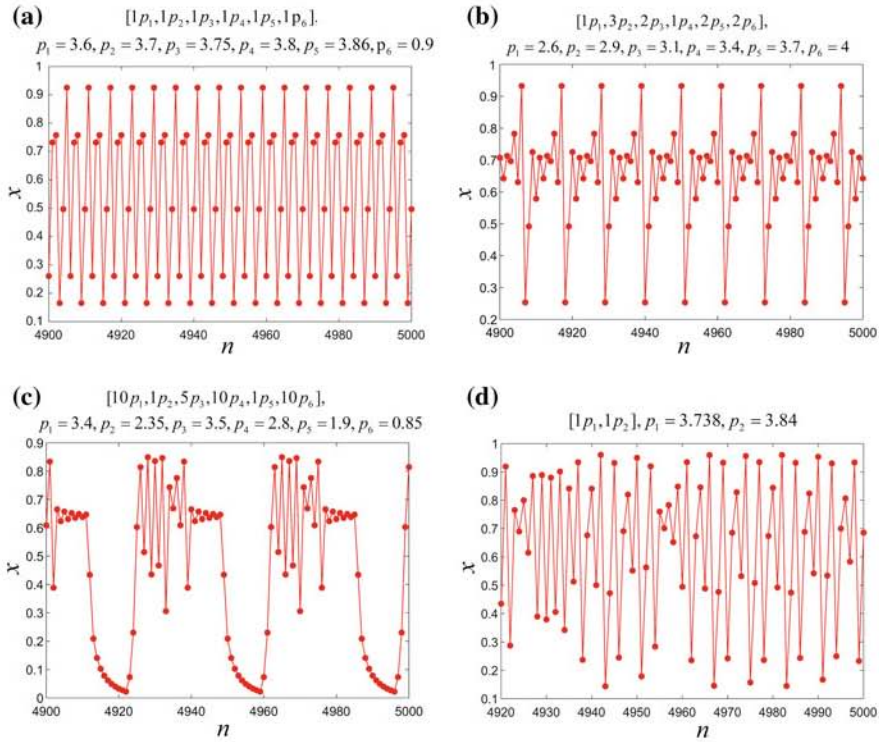 (a)
[1p₁,1p₂,1p₃,1p₄,1p₅,1p₆].
p₁ = 3.6, p₂ = 3.7, p₃ = 3.75, p₄ = 3.8, p₅ = 3.86, p₆ = 0.9
1
0.9
0.8
0.7
0.6
0.5
0.4
0.3
0.2
0.1
x
4900 4920 4940 4960 4980 5000
n
(b)
[1p₁,3p₂,2p₃,1p₄,2p₅,2p₆],
p₁ = 2.6, p₂ = 2.9, p₃ = 3.1, p₄ = 3.4, p₅ = 3.7, p₆ = 4
1
0.9
0.8
0.7
0.6
0.5
0.4
0.3
0.2
x
4900 4920 4940 4960 4980 5000
n
(c)
[10p₁,1p₂,5p₃,10p₄,1p₅,10p₆],
p₁ = 3.4, p₂ = 2.35, p₃ = 3.5, p₄ = 2.8, p₅ = 1.9, p₆ = 0.85
0.9
0.8
0.7
0.6
0.5
0.4
0.3
0.2
0.1
0
x
4900 4920 4940 4960 4980 5000
n
(d)
[1p₁,1p₂], p₁ = 3.738, p₂ = 3.84
1
0.9
0.8
0.7
0.6
0.5
0.4
0.3
0.2
0.1
x
4920 4930 4940 4950 4960 4970 4980 4990 5000
n